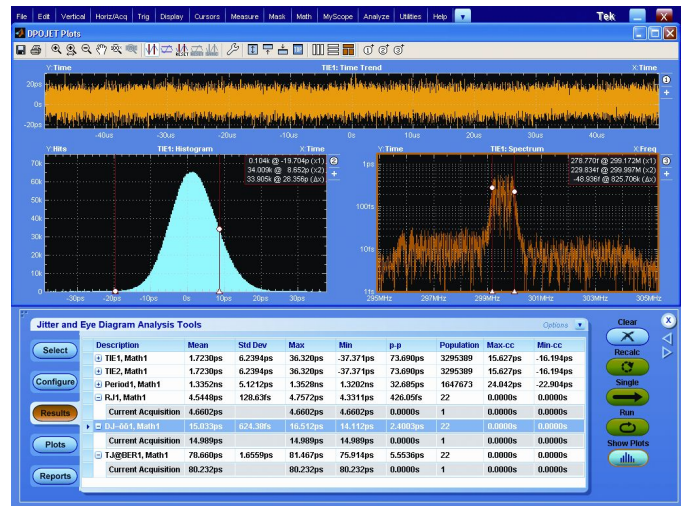 File Edit Vertical Horiz/Acq Trig Display Cursors Measure Mask Math MyScope Analyze Utilities Help Tek X
DPOJET Plots
Y:Time TIE1: Time Trend X:Time
20ps
0s
-20ps
-40us -30us -20us -10us 0s 10us 20us 30us 40us
1
Y:Hits TIE1: Histogram X:Time
0.104k @ -19.704p (x1)
34.009k @ 8.652p (x2)
33.905k @ 28.356p (Δx)
70k
60k
50k
40k
30k
20k
10k
0
-30ps -20ps -10ps 0s 10ps 20ps 30ps
2
Y:Time TIE1: Spectrum X:Freq
278.770f @ 299.172M (x1)
229.834f @ 299.997M (x2)
-48.936f @ 825.706k (Δx)
1ps
100fs
10fs
295MHz 297MHz 299MHz 301MHz 303MHz 305MHz
3
Jitter and Eye Diagram Analysis Tools Options
Select
Configure
Results
Plots
Reports
Description Mean Std Dev Max Min p-p Population Max-cc Min-cc
TIE1, Math1 1.7230ps 6.2394ps 36.320ps -37.371ps 73.690ps 3295389 15.627ps -16.194ps
TIE2, Math1 1.7230ps 6.2394ps 36.320ps -37.371ps 73.690ps 3295389 15.627ps -16.194ps
Period1, Math1 1.3352ns 5.1212ps 1.3528ns 1.3202ns 32.685ps 1647673 24.042ps -22.904ps
RJ1, Math1 4.5448ps 128.63fs 4.7572ps 4.3311ps 426.05fs 22 0.0000s 0.0000s
Current Acquisition 4.6602ps 4.6602ps 4.6602ps 0.0000s 1 0.0000s 0.0000s
DJ–δδ1, Math1 15.033ps 624.30fs 16.512ps 14.112ps 2.4003ps 22 0.0000s 0.0000s
Current Acquisition 14.989ps 14.989ps 14.989ps 0.0000s 1 0.0000s 0.0000s
TJ@BER1, Math1 78.660ps 1.6559ps 81.467ps 75.914ps 5.5536ps 22 0.0000s 0.0000s
Current Acquisition 80.232ps 80.232ps 80.232ps 0.0000s 1 0.0000s 0.0000s
Clear
Recalc
Single
Run
Show Plots